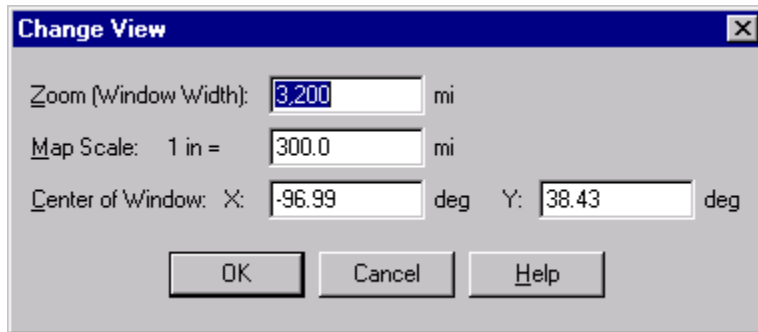 Change View
Zoom (Window Width): 3,200 mi
Map Scale: 1 in = 300.0 mi
Center of Window: X: -96.99 deg Y: 38.43 deg
OK Cancel Help